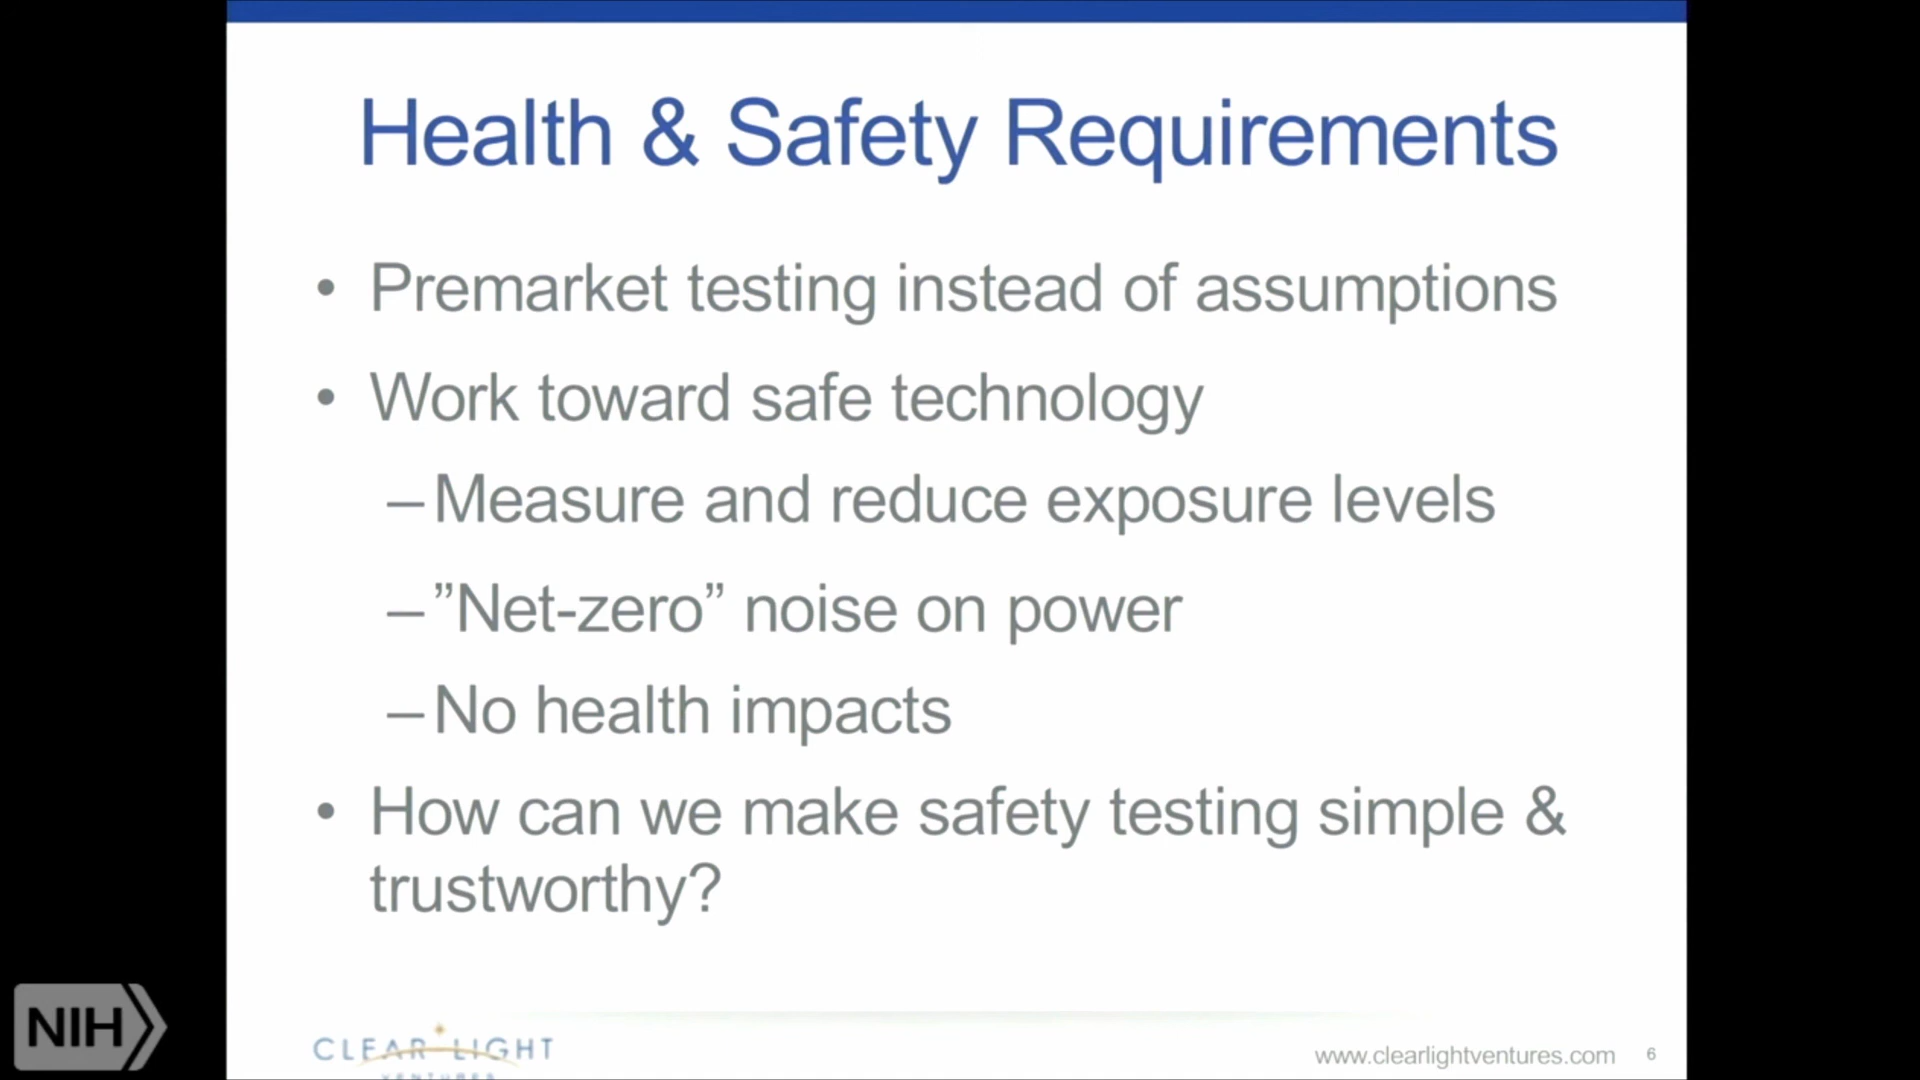 Health & Safety Requirements
• Premarket testing instead of assumptions
• Work toward safe technology
–Measure and reduce exposure levels
–”Net-zero” noise on power
–No health impacts
• How can we make safety testing simple &
trustworthy?
NIH
CLEAR LIGHT
VENTURES
www.clearlightventures.com 6